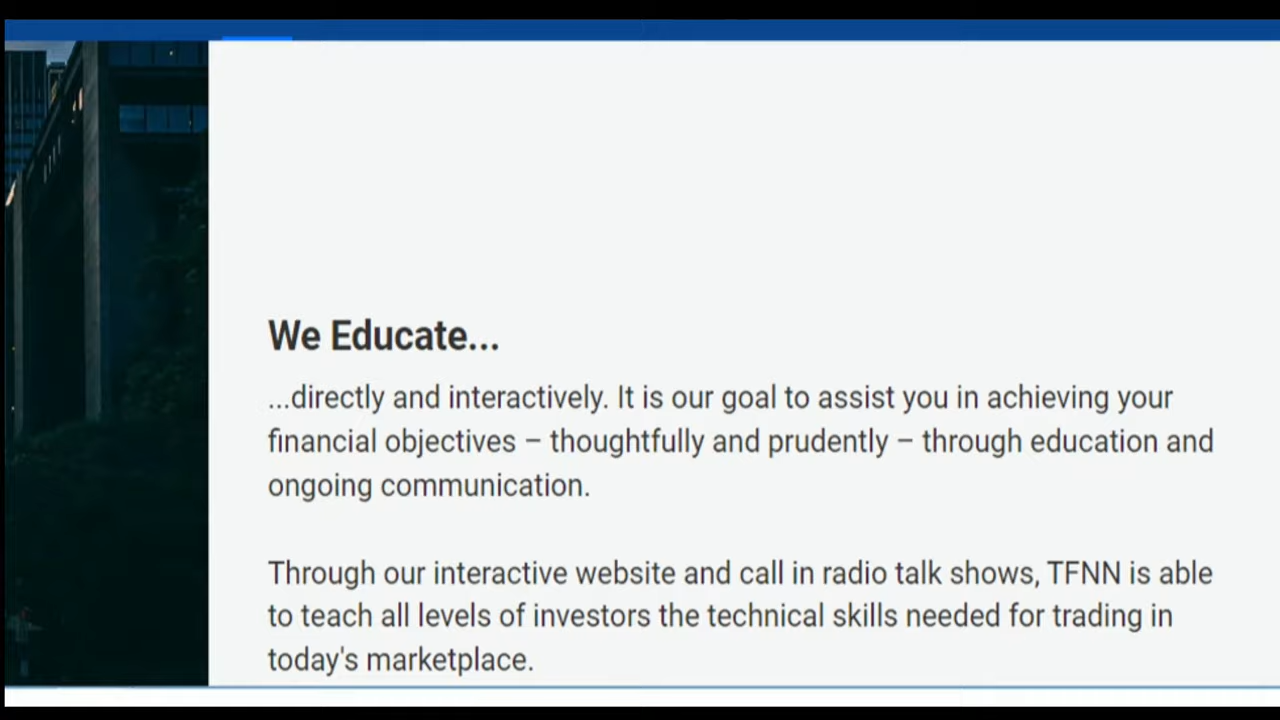 We Educate...
...directly and interactively. It is our goal to assist you in achieving your
financial objectives – thoughtfully and prudently – through education and
ongoing communication.
Through our interactive website and call in radio talk shows, TFNN is able
to teach all levels of investors the technical skills needed for trading in
today's marketplace.